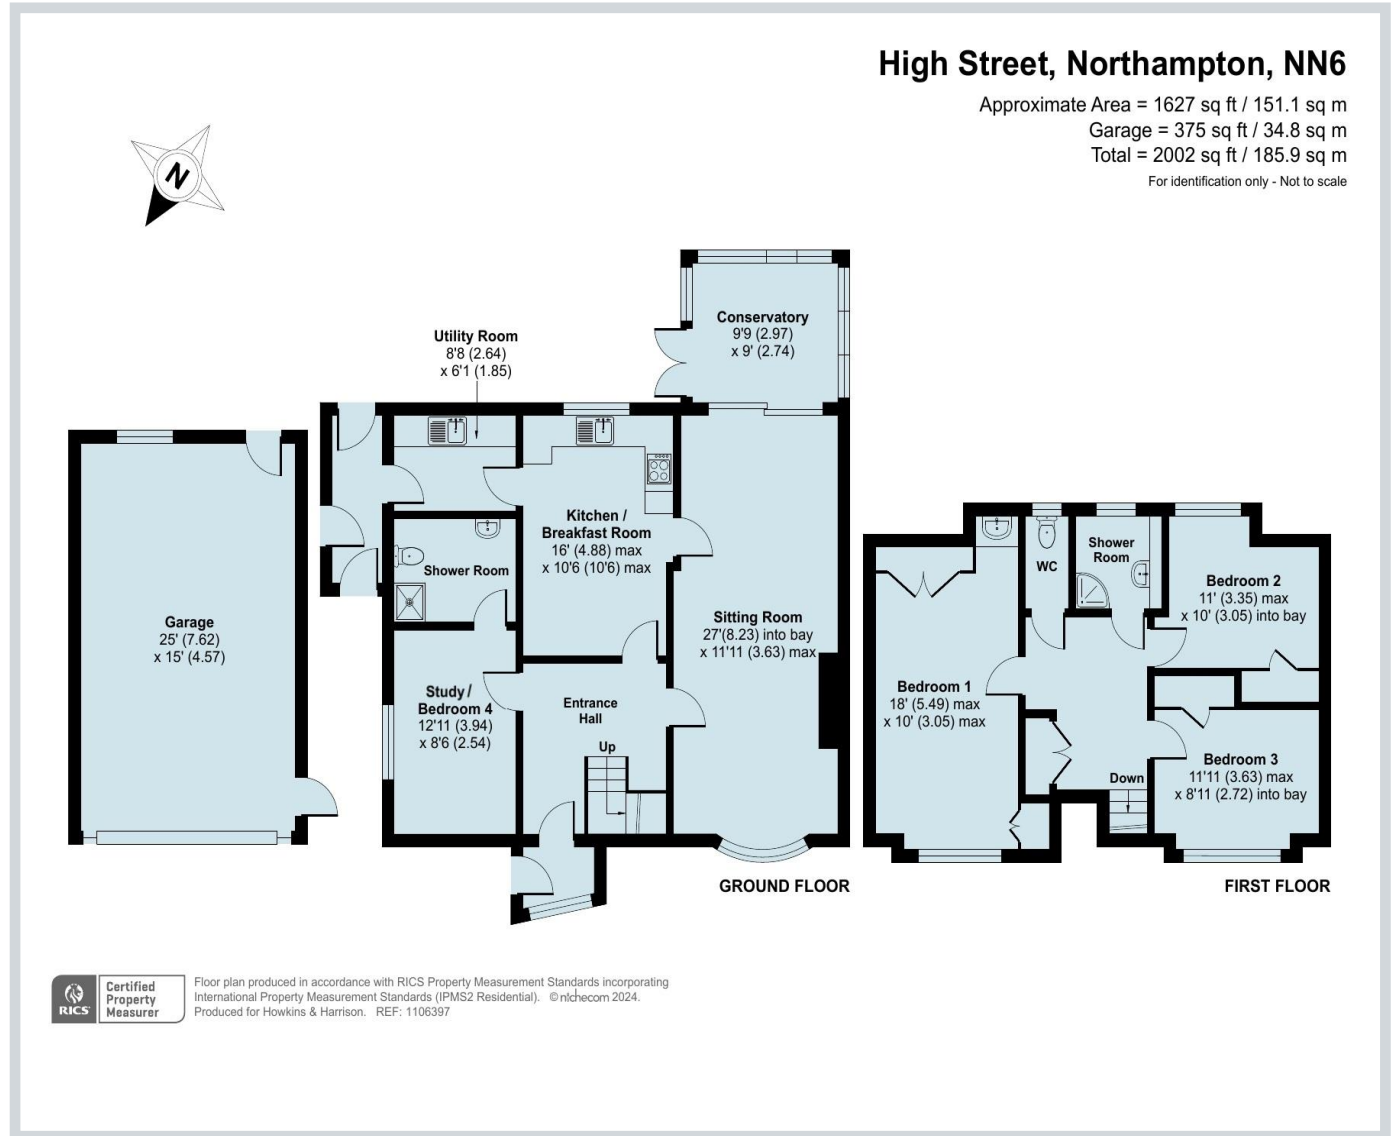 High Street, Northampton, NN6
Approximate Area = 1627 sq ft / 151.1 sq m
Garage = 375 sq ft / 34.8 sq m
Total = 2002 sq ft / 185.9 sq m
For identification only - Not to scale
N
Conservatory
9'9 (2.97)
x 9' (2.74)
Utility Room
8'8 (2.64)
x 6'1 (1.85)
Kitchen /
Breakfast Room
16' (4.88) max
x 10'6 (10'6) max
Shower Room
Garage
25' (7.62)
x 15' (4.57)
Sitting Room
27'(8.23) into bay
x 11'11 (3.63) max
Study /
Bedroom 4
12'11 (3.94)
x 8'6 (2.54)
Entrance
Hall
Up
GROUND FLOOR
WC
Shower
Room
Bedroom 2
11' (3.35) max
x 10' (3.05) into bay
Bedroom 1
18' (5.49) max
x 10' (3.05) max
Bedroom 3
11'11 (3.63) max
x 8'11 (2.72) into bay
Down
FIRST FLOOR
RICS
Certified
Property
Measurer
Floor plan produced in accordance with RICS Property Measurement Standards incorporating
International Property Measurement Standards (IPMS2 Residential). © nichecom 2024.
Produced for Howkins & Harrison. REF: 1106397